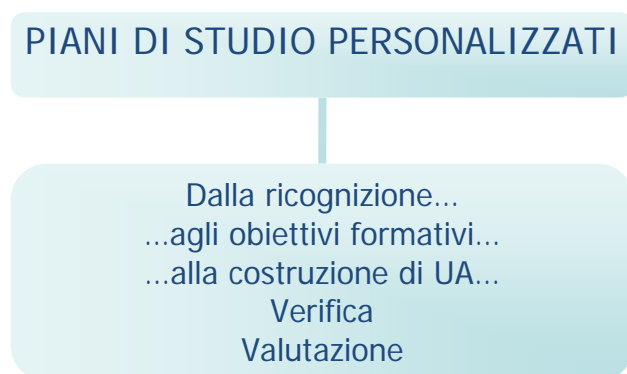 PIANI DI STUDIO PERSONALIZZATI
Dalla ricognizione...
...agli obiettivi formativi...
...alla costruzione di UA...
Verifica
Valutazione